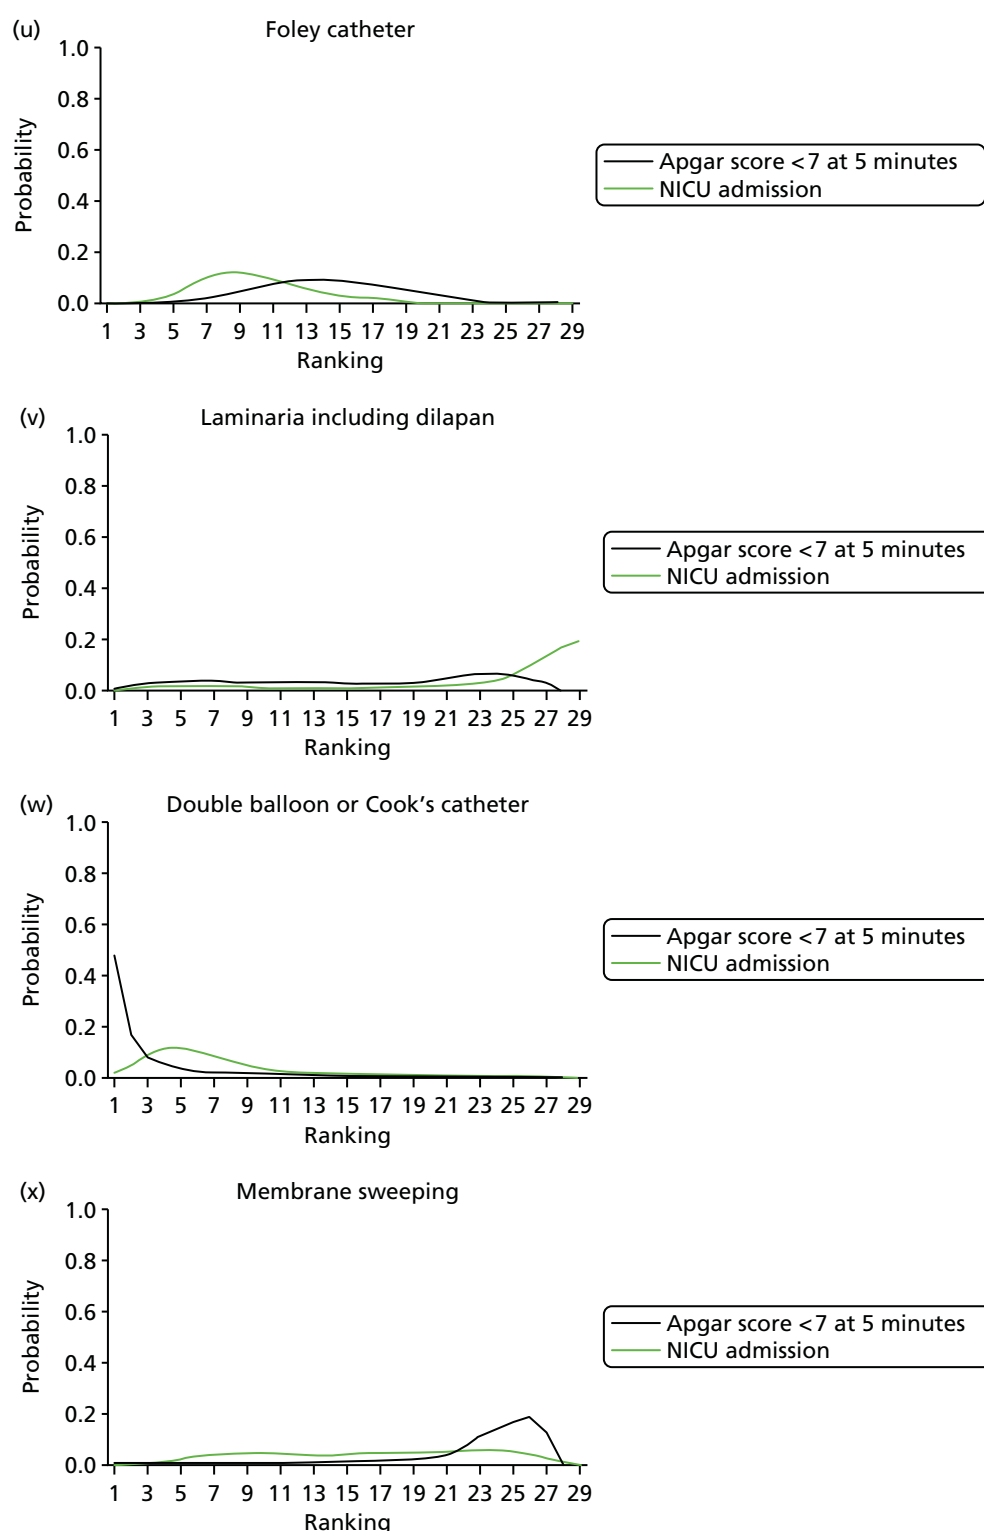 (u)
Foley catheter
1.0
0.8
0.6
0.4
0.2
0.0
Probability
1 3 5 7 9 11 13 15 17 19 21 23 25 27 29
Ranking
Apgar score <7 at 5 minutes
NICU admission
(v)
Laminaria including dilapan
1.0
0.8
0.6
0.4
0.2
0.0
Probability
1 3 5 7 9 11 13 15 17 19 21 23 25 27 29
Ranking
Apgar score <7 at 5 minutes
NICU admission
(w)
Double balloon or Cook’s catheter
1.0
0.8
0.6
0.4
0.2
0.0
Probability
1 3 5 7 9 11 13 15 17 19 21 23 25 27 29
Ranking
Apgar score <7 at 5 minutes
NICU admission
(x)
Membrane sweeping
1.0
0.8
0.6
0.4
0.2
0.0
Probability
1 3 5 7 9 11 13 15 17 19 21 23 25 27 29
Ranking
Apgar score <7 at 5 minutes
NICU admission